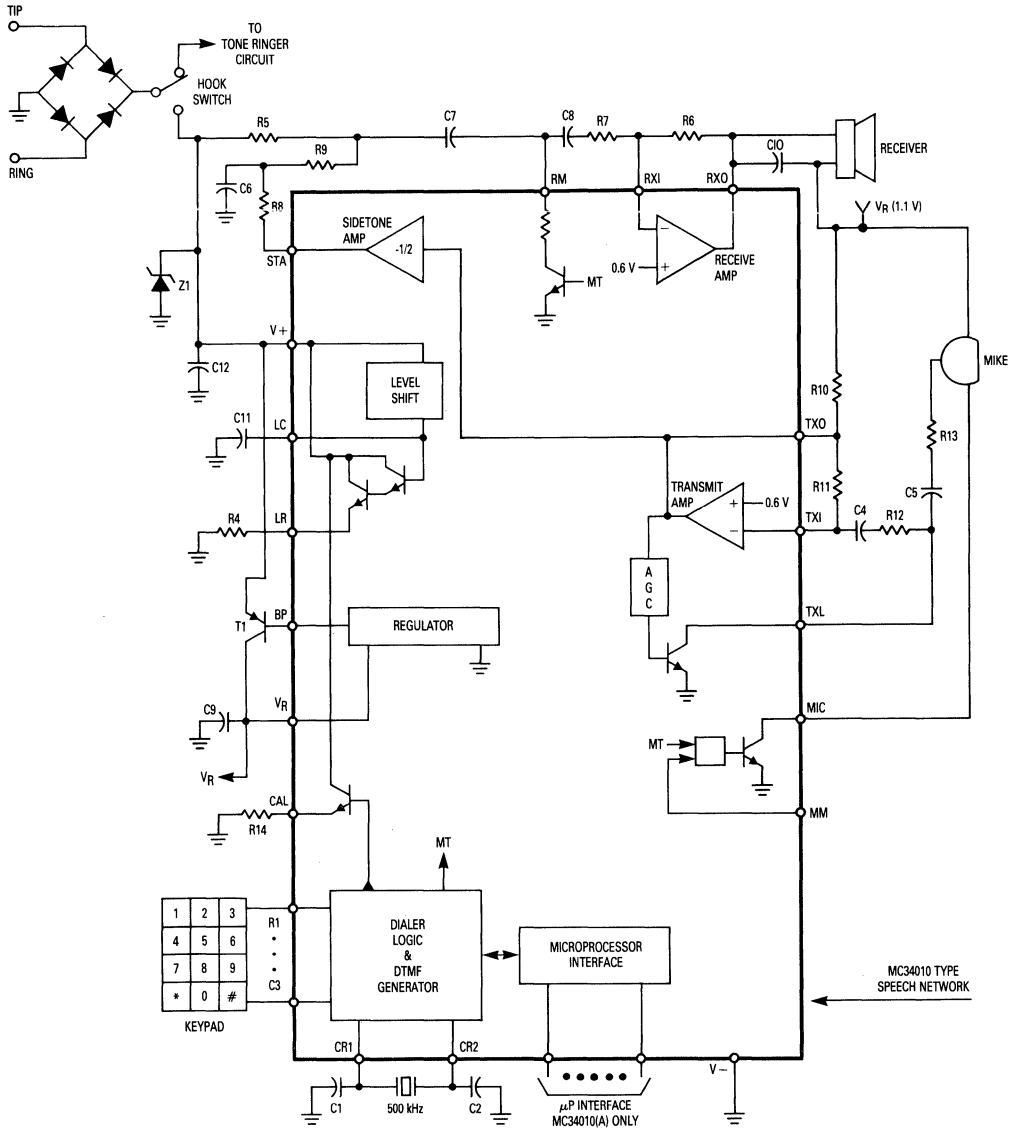 TIP
TO
TONE RINGER
CIRCUIT
HOOK
SWITCH
RING
R5
C7
C8
R7
R6
R9
C6
R8
RM
RXI
RXO
C10
RECEIVER
VR (1.1 V)
SIDETONE
AMP
-1/2
STA
MT
0.6 V
−
+
RECEIVE
AMP
Z1
V+
C12
LEVEL
SHIFT
MIKE
R10
C11
LC
TXO
R13
R11
C5
TRANSMIT
AMP
+
−
0.6 V
TXI
C4
R12
R4
LR
A
G
C
T1
BP
REGULATOR
TXL
C9
VR
MIC
VR
MT
CAL
R14
MM
MT
1 2 3
4 5 6
7 8 9
* 0 #
KEYPAD
R1
•
•
•
C3
DIALER
LOGIC
&
DTMF
GENERATOR
MICROPROCESSOR
INTERFACE
MC34010 TYPE
SPEECH NETWORK
CR1
CR2
V−
C1
500 kHz
C2
µP INTERFACE
MC34010(A) ONLY